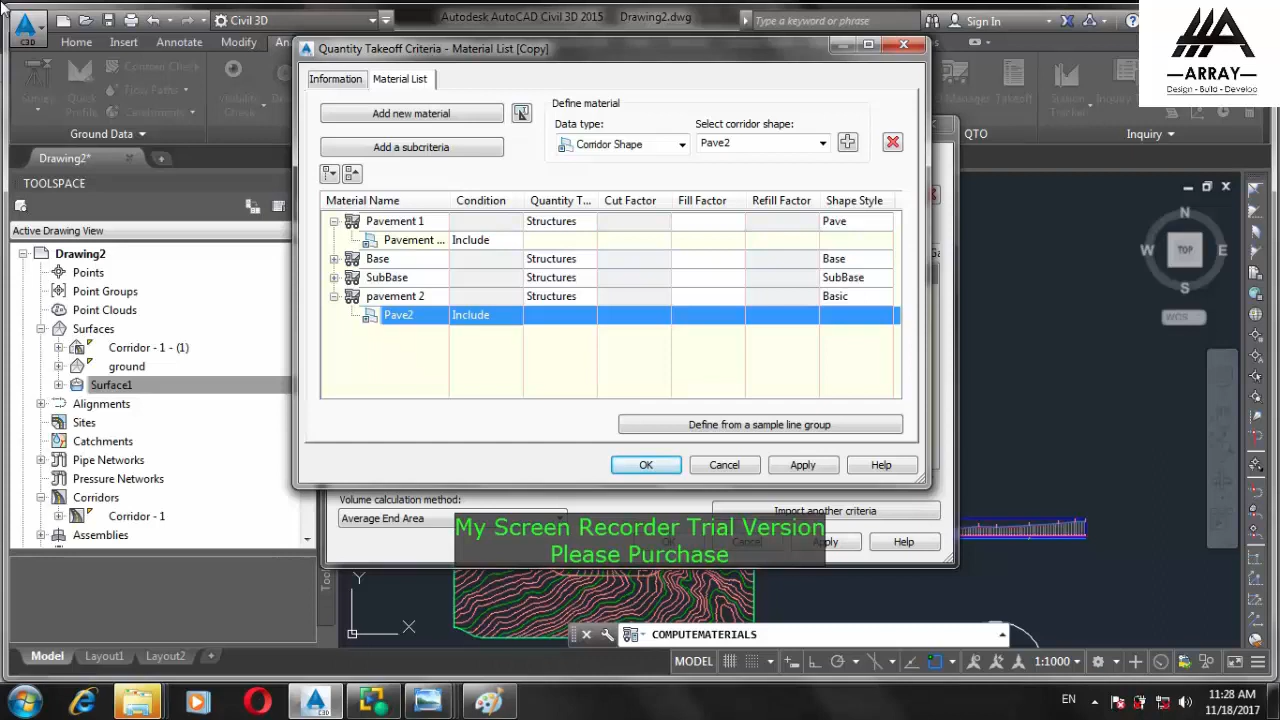 Civil 3D
Autodesk AutoCAD Civil 3D 2015 Drawing2.dwg
Type a keyword or phrase
Sign In
C3D
Home
Insert
Annotate
Modify
ARRAY
Design - Build - Develop
Quantity Takeoff Criteria - Material List [Copy]
Information
Material List
Add new material
Add a subcriteria
Define material
Data type:
Select corridor shape:
Corridor Shape
Pave2
Ground Data
QTO
Takeoff
Inquiry
Drawing2*
TOOLSPACE
Active Drawing View
Material Name
Condition
Quantity T...
Cut Factor
Fill Factor
Refill Factor
Shape Style
Pavement 1
Structures
Pave
Pavement ...
Include
Base
Structures
Base
SubBase
Structures
SubBase
pavement 2
Structures
Basic
Pave2
Include
Define from a sample line group
OK
Cancel
Apply
Help
Drawing2
Points
Point Groups
Point Clouds
Surfaces
Corridor - 1 - (1)
ground
Surface1
Alignments
Sites
Catchments
Pipe Networks
Pressure Networks
Corridors
Corridor - 1
Assemblies
N
W
TOP
E
S
WCS
Volume calculation method:
Average End Area
Import another criteria
Cancel
Apply
Help
My Screen Recorder Trial Version
Please Purchase
Y
X
COMPUTEMATERIALS
Model
Layout1
Layout2
MODEL
1:1000
EN
11:28 AM
11/18/2017